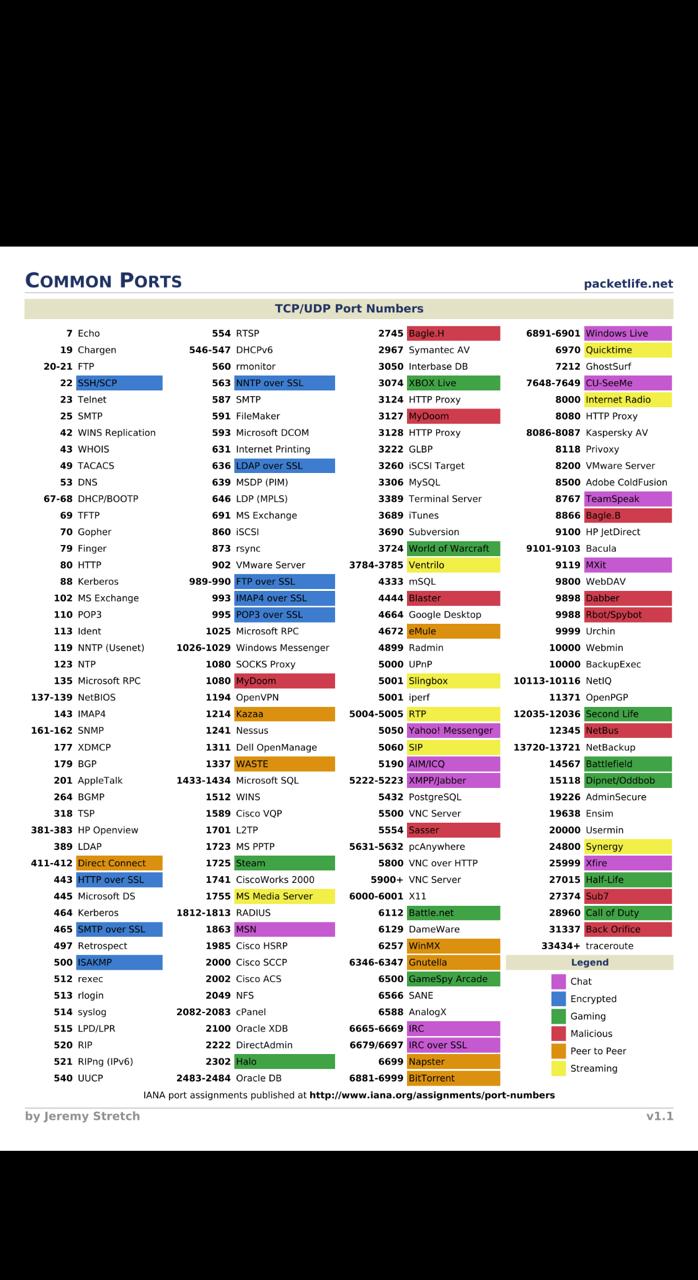 COMMON PORTS
packetlife.net
TCP/UDP Port Numbers
7 Echo
19 Chargen
20-21 FTP
22 SSH/SCP
23 Telnet
25 SMTP
42 WINS Replication
43 WHOIS
49 TACACS
53 DNS
67-68 DHCP/BOOTP
69 TFTP
70 Gopher
79 Finger
80 HTTP
88 Kerberos
102 MS Exchange
110 POP3
113 Ident
119 NNTP (Usenet)
123 NTP
135 Microsoft RPC
137-139 NetBIOS
143 IMAP4
161-162 SNMP
177 XDMCP
179 BGP
201 AppleTalk
264 BGMP
318 TSP
381-383 HP Openview
389 LDAP
411-412 Direct Connect
443 HTTP over SSL
445 Microsoft DS
464 Kerberos
465 SMTP over SSL
497 Retrospect
500 ISAKMP
512 rexec
513 rlogin
514 syslog
515 LPD/LPR
520 RIP
521 RIPng (IPv6)
540 UUCP
554 RTSP
546-547 DHCPv6
560 rmonitor
563 NNTP over SSL
587 SMTP
591 FileMaker
593 Microsoft DCOM
631 Internet Printing
636 LDAP over SSL
639 MSDP (PIM)
646 LDP (MPLS)
691 MS Exchange
860 iSCSI
873 rsync
902 VMware Server
989-990 FTP over SSL
993 IMAP4 over SSL
995 POP3 over SSL
1025 Microsoft RPC
1026-1029 Windows Messenger
1080 SOCKS Proxy
1080 MyDoom
1194 OpenVPN
1214 Kazaa
1241 Nessus
1311 Dell OpenManage
1337 WASTE
1433-1434 Microsoft SQL
1512 WINS
1589 Cisco VQP
1701 L2TP
1723 MS PPTP
1725 Steam
1741 CiscoWorks 2000
1755 MS Media Server
1812-1813 RADIUS
1863 MSN
1985 Cisco HSRP
2000 Cisco SCCP
2002 Cisco ACS
2049 NFS
2082-2083 cPanel
2100 Oracle XDB
2222 DirectAdmin
2302 Halo
2483-2484 Oracle DB
2745 Bagle.H
2967 Symantec AV
3050 Interbase DB
3074 XBOX Live
3124 HTTP Proxy
3127 MyDoom
3128 HTTP Proxy
3222 GLBP
3260 iSCSI Target
3306 MySQL
3389 Terminal Server
3689 iTunes
3690 Subversion
3724 World of Warcraft
3784-3785 Ventrilo
4333 mSQL
4444 Blaster
4664 Google Desktop
4672 eMule
4899 Radmin
5000 UPnP
5001 Slingbox
5001 iperf
5004-5005 RTP
5050 Yahoo! Messenger
5060 SIP
5190 AIM/ICQ
5222-5223 XMPP/Jabber
5432 PostgreSQL
5500 VNC Server
5554 Sasser
5631-5632 pcAnywhere
5800 VNC over HTTP
5900+ VNC Server
6000-6001 X11
6112 Battle.net
6129 DameWare
6257 WinMX
6346-6347 Gnutella
6500 GameSpy Arcade
6566 SANE
6588 AnalogX
6665-6669 IRC
6679/6697 IRC over SSL
6699 Napster
6881-6999 BitTorrent
6891-6901 Windows Live
6970 Quicktime
7212 GhostSurf
7648-7649 CU-SeeMe
8000 Internet Radio
8080 HTTP Proxy
8086-8087 Kaspersky AV
8118 Privoxy
8200 VMware Server
8500 Adobe ColdFusion
8767 TeamSpeak
8866 Bagle.B
9100 HP JetDirect
9101-9103 Bacula
9119 MXit
9800 WebDAV
9898 Dabber
9988 Rbot/Spybot
9999 Urchin
10000 Webmin
10000 BackupExec
10113-10116 NetIQ
11371 OpenPGP
12035-12036 Second Life
12345 NetBus
13720-13721 NetBackup
14567 Battlefield
15118 Dipnet/Oddbob
19226 AdminSecure
19638 Ensim
20000 Usermin
24800 Synergy
25999 Xfire
27015 Half-Life
27374 Sub7
28960 Call of Duty
31337 Back Orifice
33434+ traceroute
Legend
Chat
Encrypted
Gaming
Malicious
Peer to Peer
Streaming
IANA port assignments published at http://www.iana.org/assignments/port-numbers
by Jeremy Stretch
v1.1